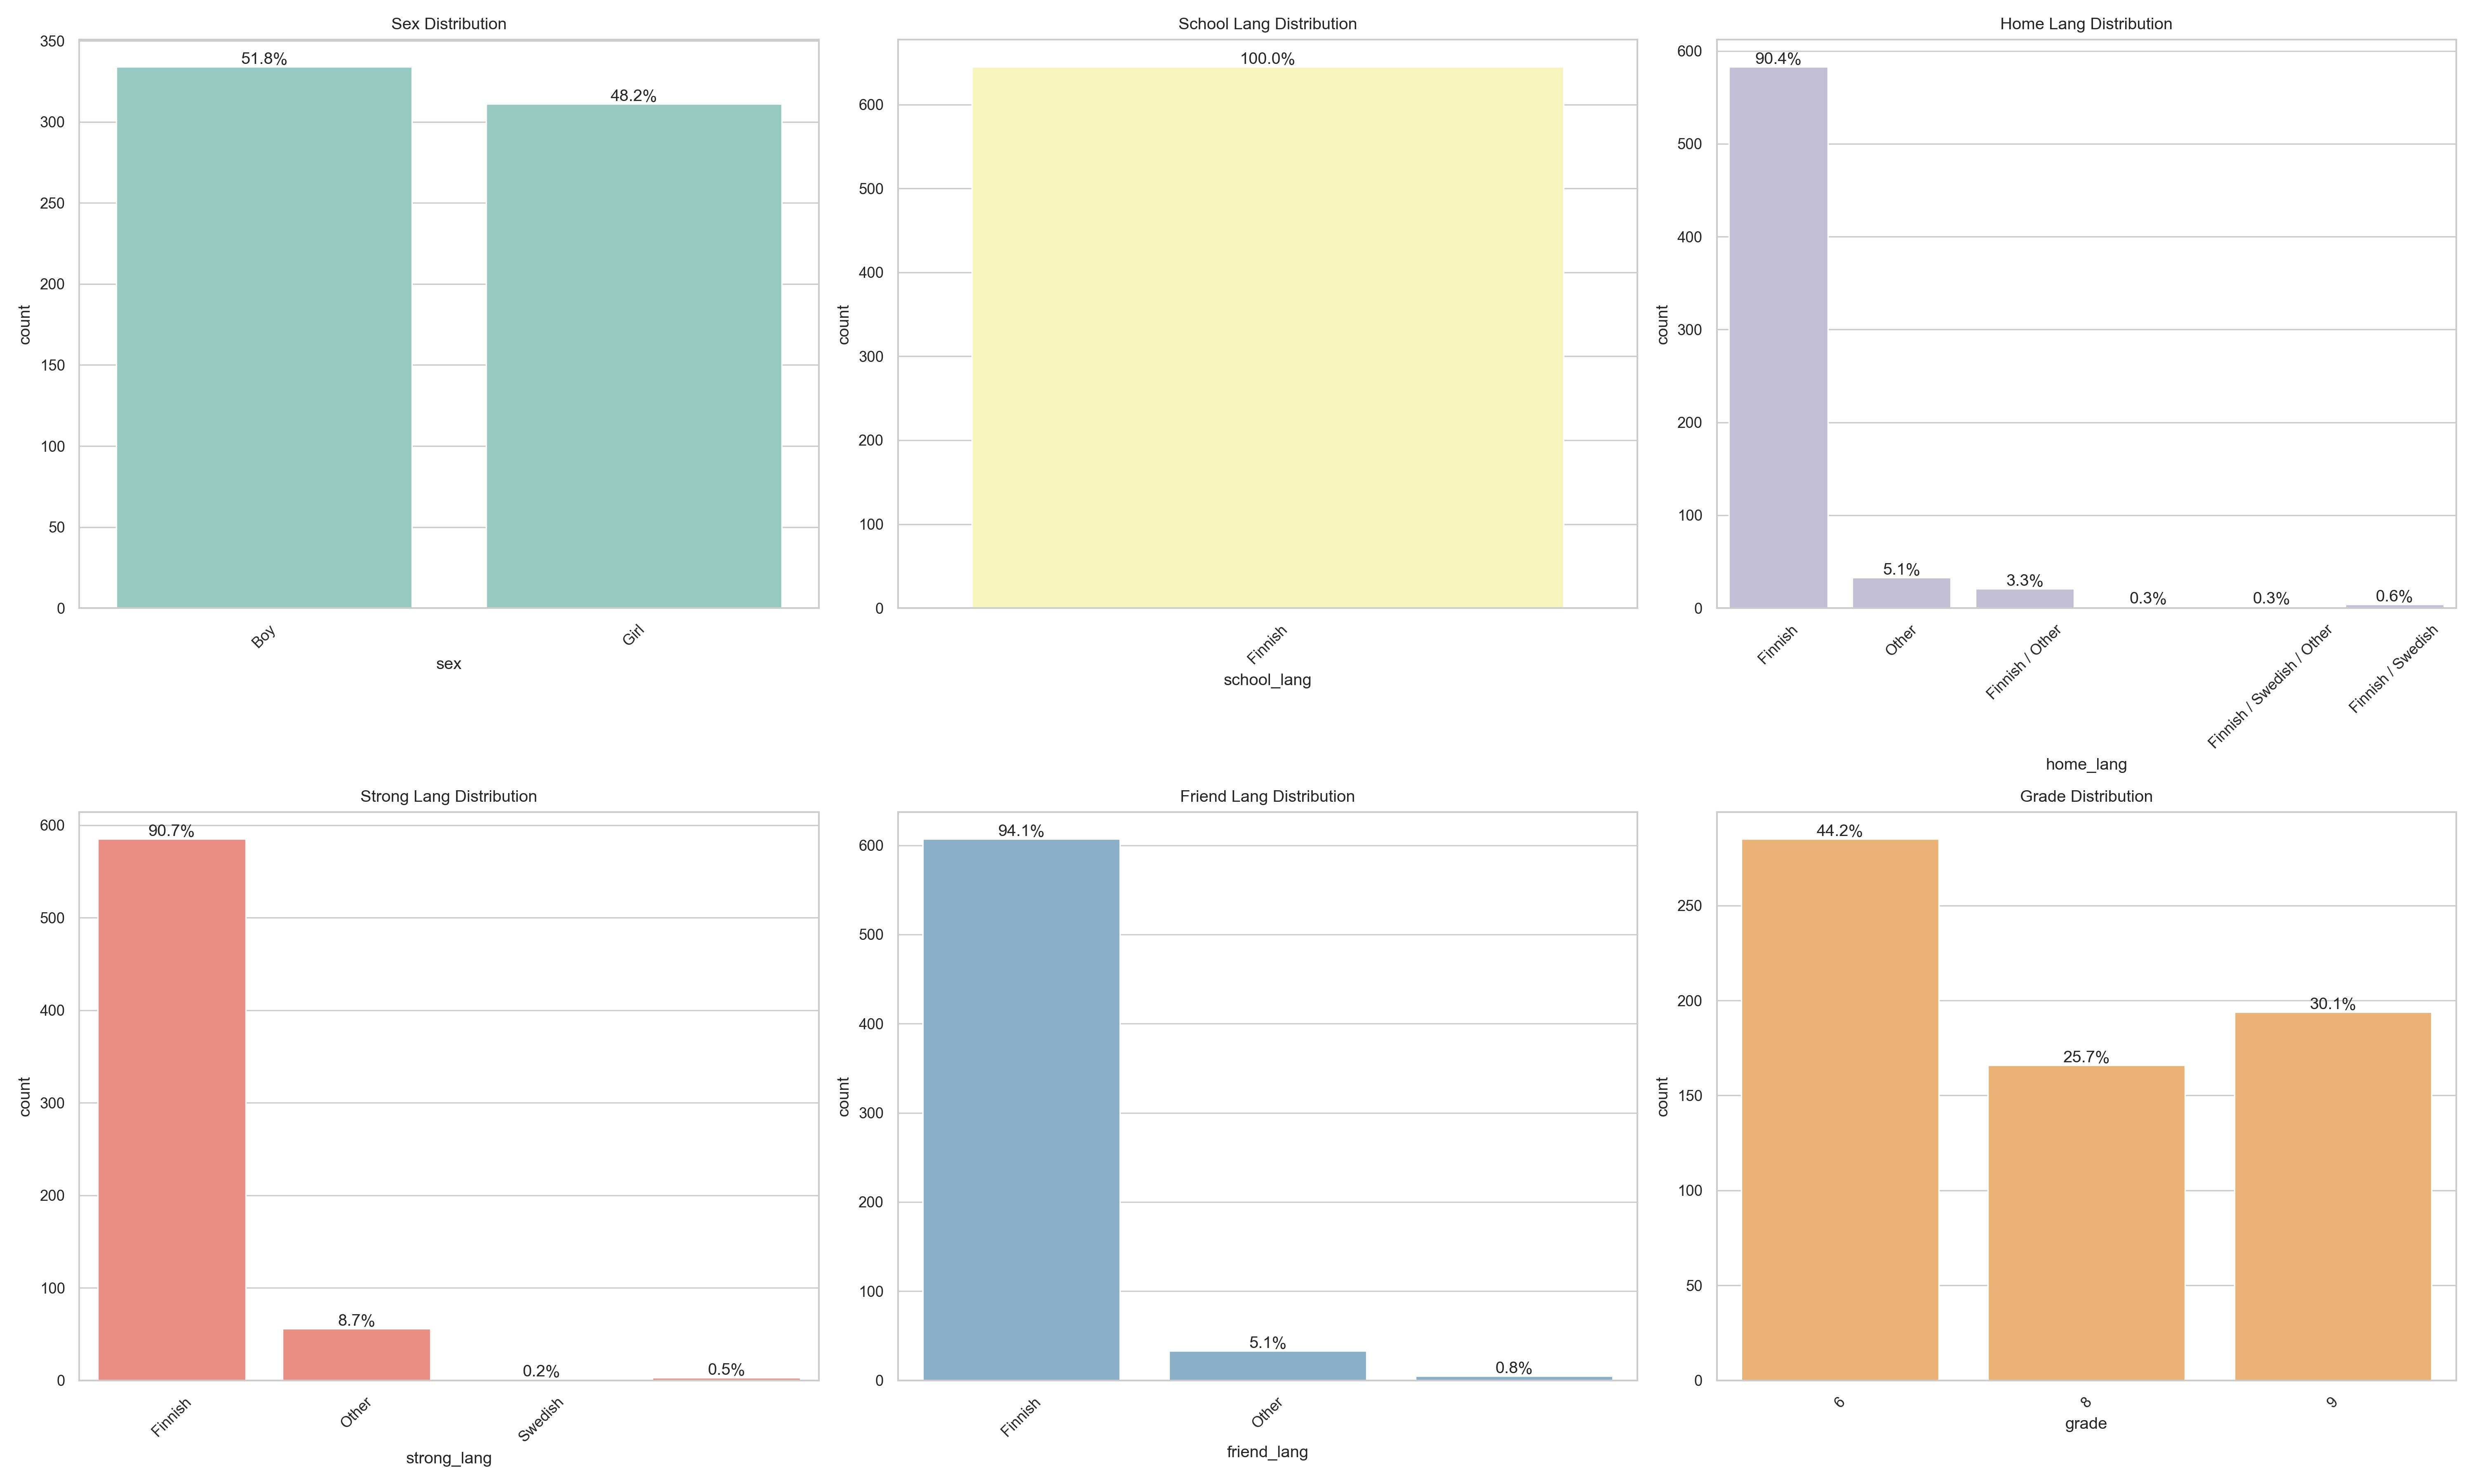 Sex Distribution
350
300
250
200
150
100
50
0
count
51.8%
48.2%
Boy
Girl
sex
School Lang Distribution
600
500
400
300
200
100
0
count
100.0%
Finnish
school_lang
Home Lang Distribution
600
500
400
300
200
100
0
count
90.4%
5.1%
3.3%
0.3%
0.3%
0.6%
Finnish
Other
Finnish / Other
Finnish / Swedish / Other
Finnish / Swedish
home_lang
Strong Lang Distribution
600
500
400
300
200
100
0
count
90.7%
8.7%
0.2%
0.5%
Finnish
Other
Swedish
strong_lang
Friend Lang Distribution
600
500
400
300
200
100
0
count
94.1%
5.1%
0.8%
Finnish
Other
friend_lang
Grade Distribution
250
200
150
100
50
0
count
44.2%
25.7%
30.1%
6
8
9
grade